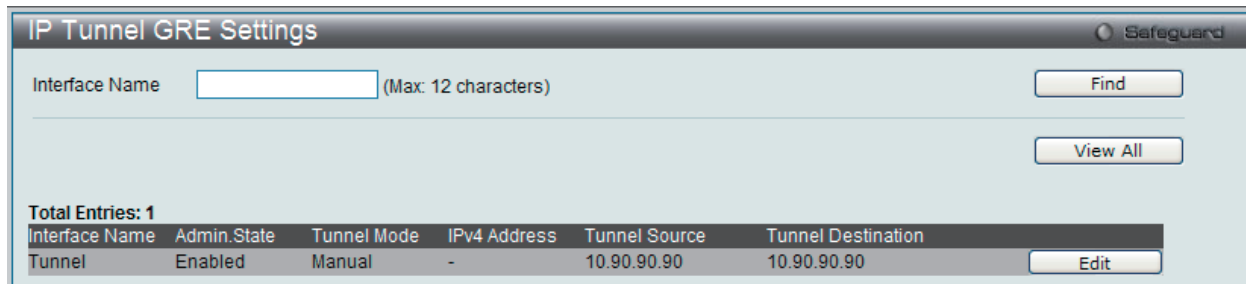 IP Tunnel GRE Settings Safeguard
Interface Name (Max: 12 characters) Find
View All
Total Entries: 1
Interface Name Admin.State Tunnel Mode IPv4 Address Tunnel Source Tunnel Destination
Tunnel Enabled Manual - 10.90.90.90 10.90.90.90 Edit